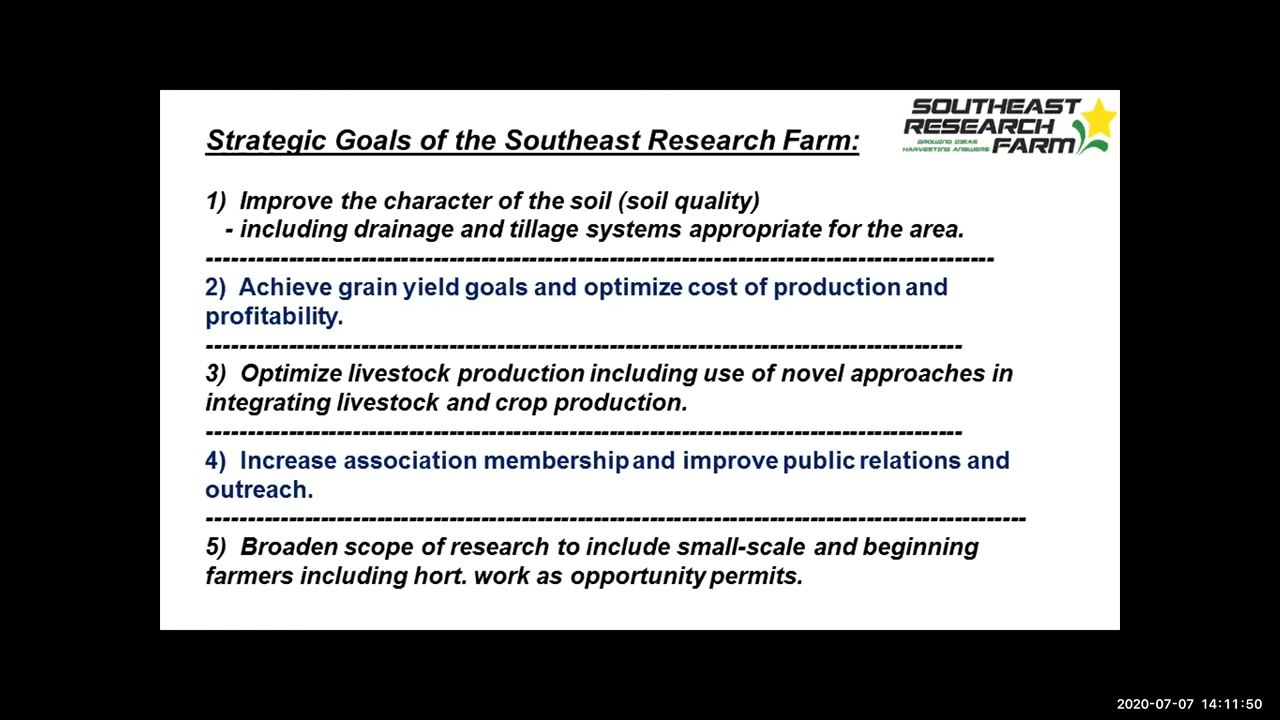 SOUTHEAST
RESEARCH
FARM
GROWING IDEAS
HARVESTING ANSWERS
Strategic Goals of the Southeast Research Farm:
1) Improve the character of the soil (soil quality)
- including drainage and tillage systems appropriate for the area.
2) Achieve grain yield goals and optimize cost of production and
profitability.
3) Optimize livestock production including use of novel approaches in
integrating livestock and crop production.
4) Increase association membership and improve public relations and
outreach.
5) Broaden scope of research to include small-scale and beginning
farmers including hort. work as opportunity permits.
2020-07-07 14:11:50